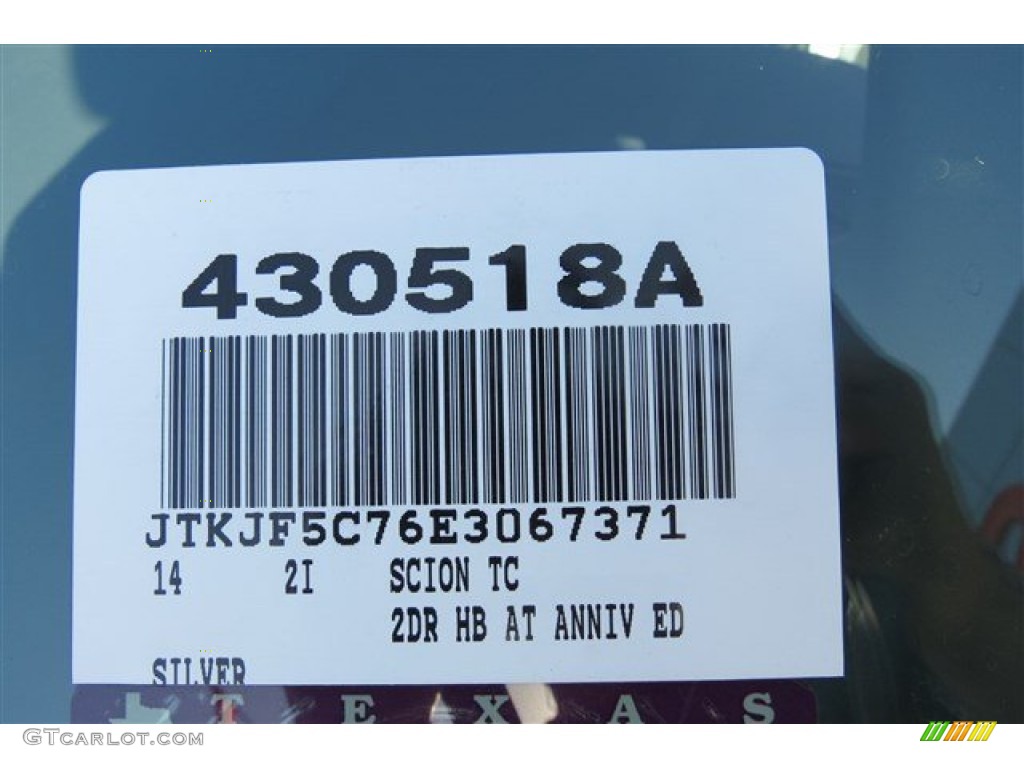 430518A
JTKJF5C76E3067371
14 2I SCION TC
2DR HB AT ANNIV ED
SILVER
TEXAS
GTCARLOT.COM